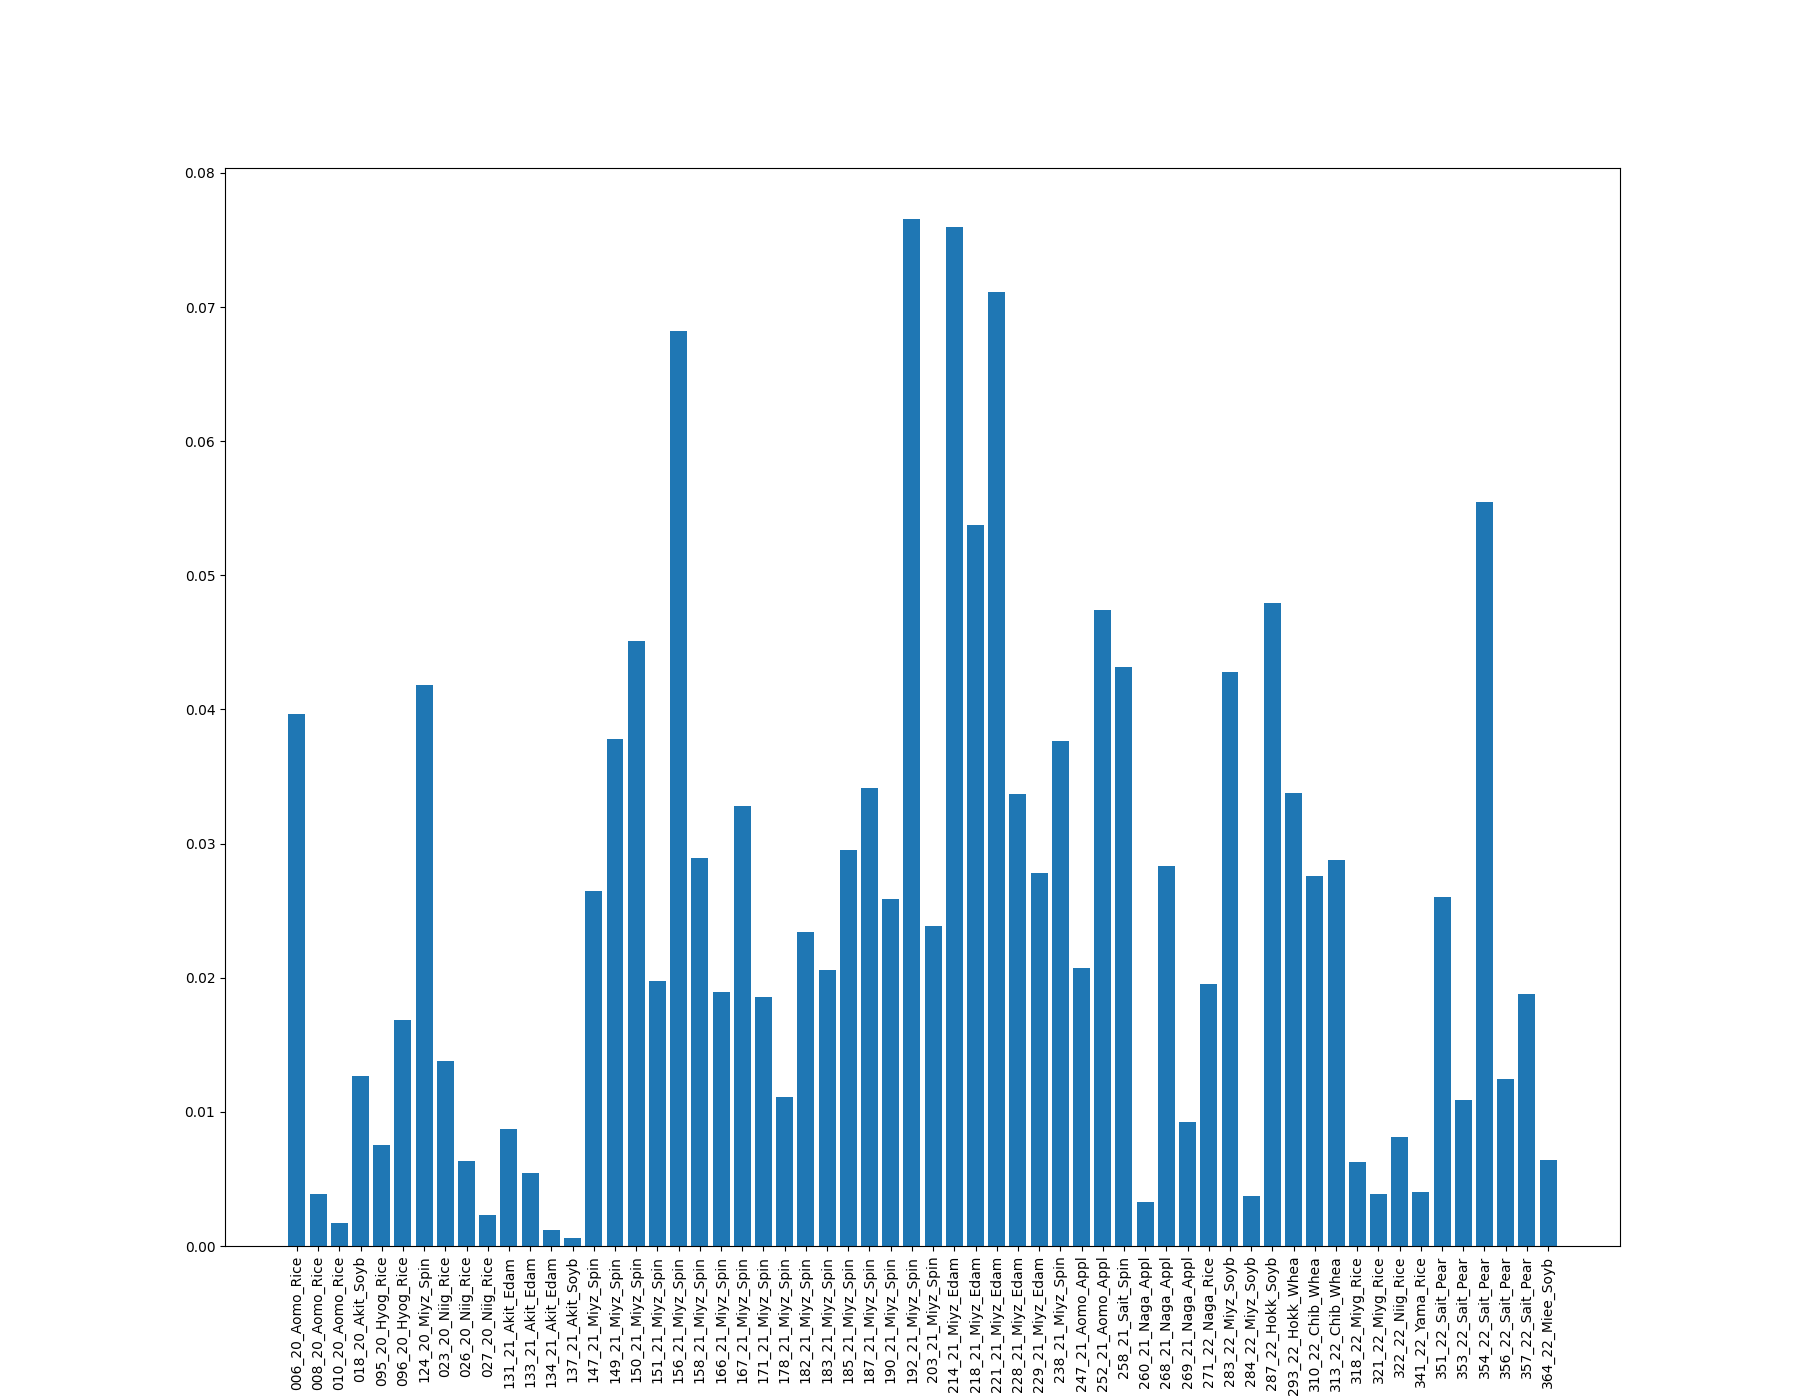 0.08
0.07
0.06
0.05
0.04
0.03
0.02
0.01
0.00
006_20_Aomo_Rice
008_20_Aomo_Rice
010_20_Aomo_Rice
018_20_Akit_Soyb
095_20_Hyog_Rice
096_20_Hyog_Rice
124_20_Miyz_Spin
023_20_Niig_Rice
026_20_Niig_Rice
027_20_Niig_Rice
131_21_Akit_Edam
133_21_Akit_Edam
134_21_Akit_Edam
137_21_Akit_Soyb
147_21_Miyz_Spin
149_21_Miyz_Spin
150_21_Miyz_Spin
151_21_Miyz_Spin
156_21_Miyz_Spin
158_21_Miyz_Spin
166_21_Miyz_Spin
167_21_Miyz_Spin
171_21_Miyz_Spin
178_21_Miyz_Spin
182_21_Miyz_Spin
183_21_Miyz_Spin
185_21_Miyz_Spin
187_21_Miyz_Spin
190_21_Miyz_Spin
192_21_Miyz_Spin
203_21_Miyz_Spin
214_21_Miyz_Edam
218_21_Miyz_Edam
221_21_Miyz_Edam
228_21_Miyz_Edam
229_21_Miyz_Edam
238_21_Miyz_Spin
247_21_Aomo_Appl
252_21_Aomo_Appl
258_21_Sait_Spin
260_21_Naga_Appl
268_21_Naga_Appl
269_21_Naga_Appl
271_22_Naga_Rice
283_22_Miyz_Soyb
284_22_Miyz_Soyb
287_22_Hokk_Soyb
293_22_Hokk_Whea
310_22_Chib_Whea
313_22_Chib_Whea
318_22_Miyg_Rice
321_22_Miyg_Rice
322_22_Niig_Rice
341_22_Yama_Rice
351_22_Sait_Pear
353_22_Sait_Pear
354_22_Sait_Pear
356_22_Sait_Pear
357_22_Sait_Pear
364_22_Miee_Soyb